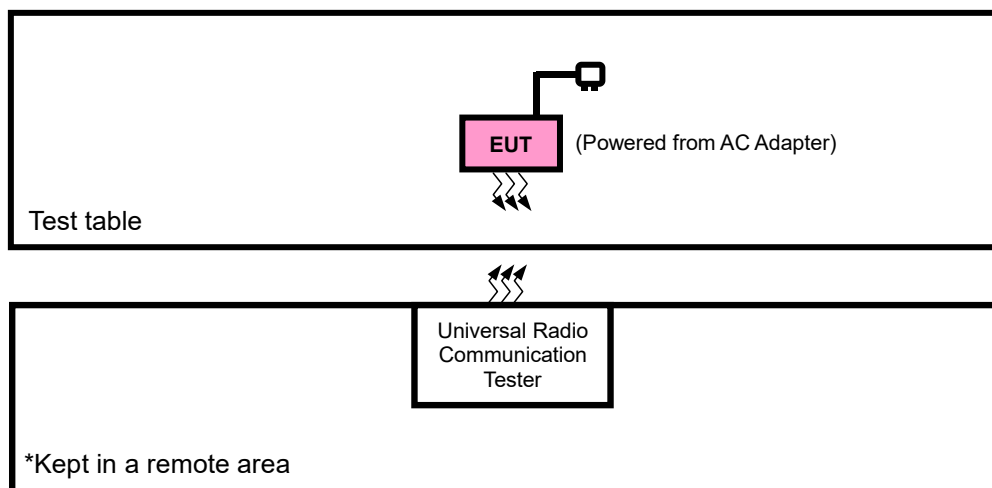 EUT
(Powered from AC Adapter)
Test table
Universal Radio
Communication
Tester
*Kept in a remote area